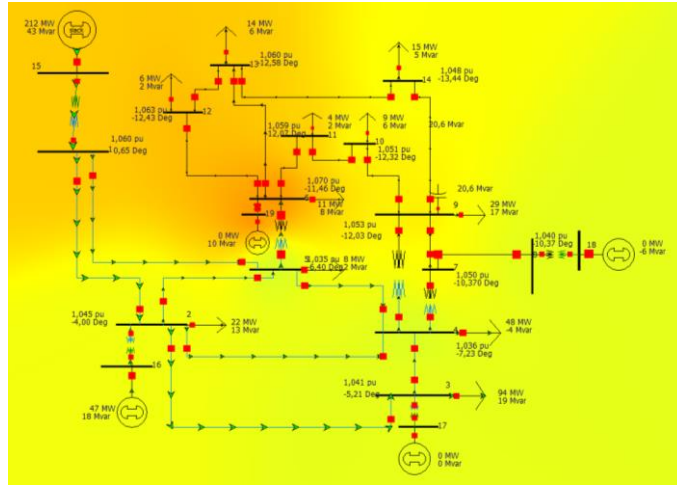 212 MW
43 Mvar
slack
15
1,060 pu
0,65 Deg
14 MW
6 Mvar
1,060 pu
-12,58 Deg
13
6 MW
2 Mvar
1,063 pu
-12,43 Deg
12
15 MW
5 Mvar
1,048 pu
-13,44 Deg
14
4 MW
2 Mvar
1,059 pu
11
9 MW
6 Mvar
10
1,051 pu
-12,32 Deg
20,6 Mvar
20,6 Mvar
1,070 pu
-11,46 Deg
11 MW
8 Mvar
19
0 MW
10 Mvar
9
29 MW
17 Mvar
1,053 pu
-12,03 Deg
1,040 pu
-10,37 Deg
18
0 MW
-6 Mvar
7
1,050 pu
-10,370 Deg
5
1,035 pu
-6,40 Deg
8 MW
2 Mvar
1,045 pu
-4,00 Deg
2
22 MW
13 Mvar
16
47 MW
18 Mvar
4
48 MW
-4 Mvar
1,036 pu
-7,23 Deg
1,041 pu
-5,21 Deg
3
94 MW
19 Mvar
17
0 MW
0 Mvar